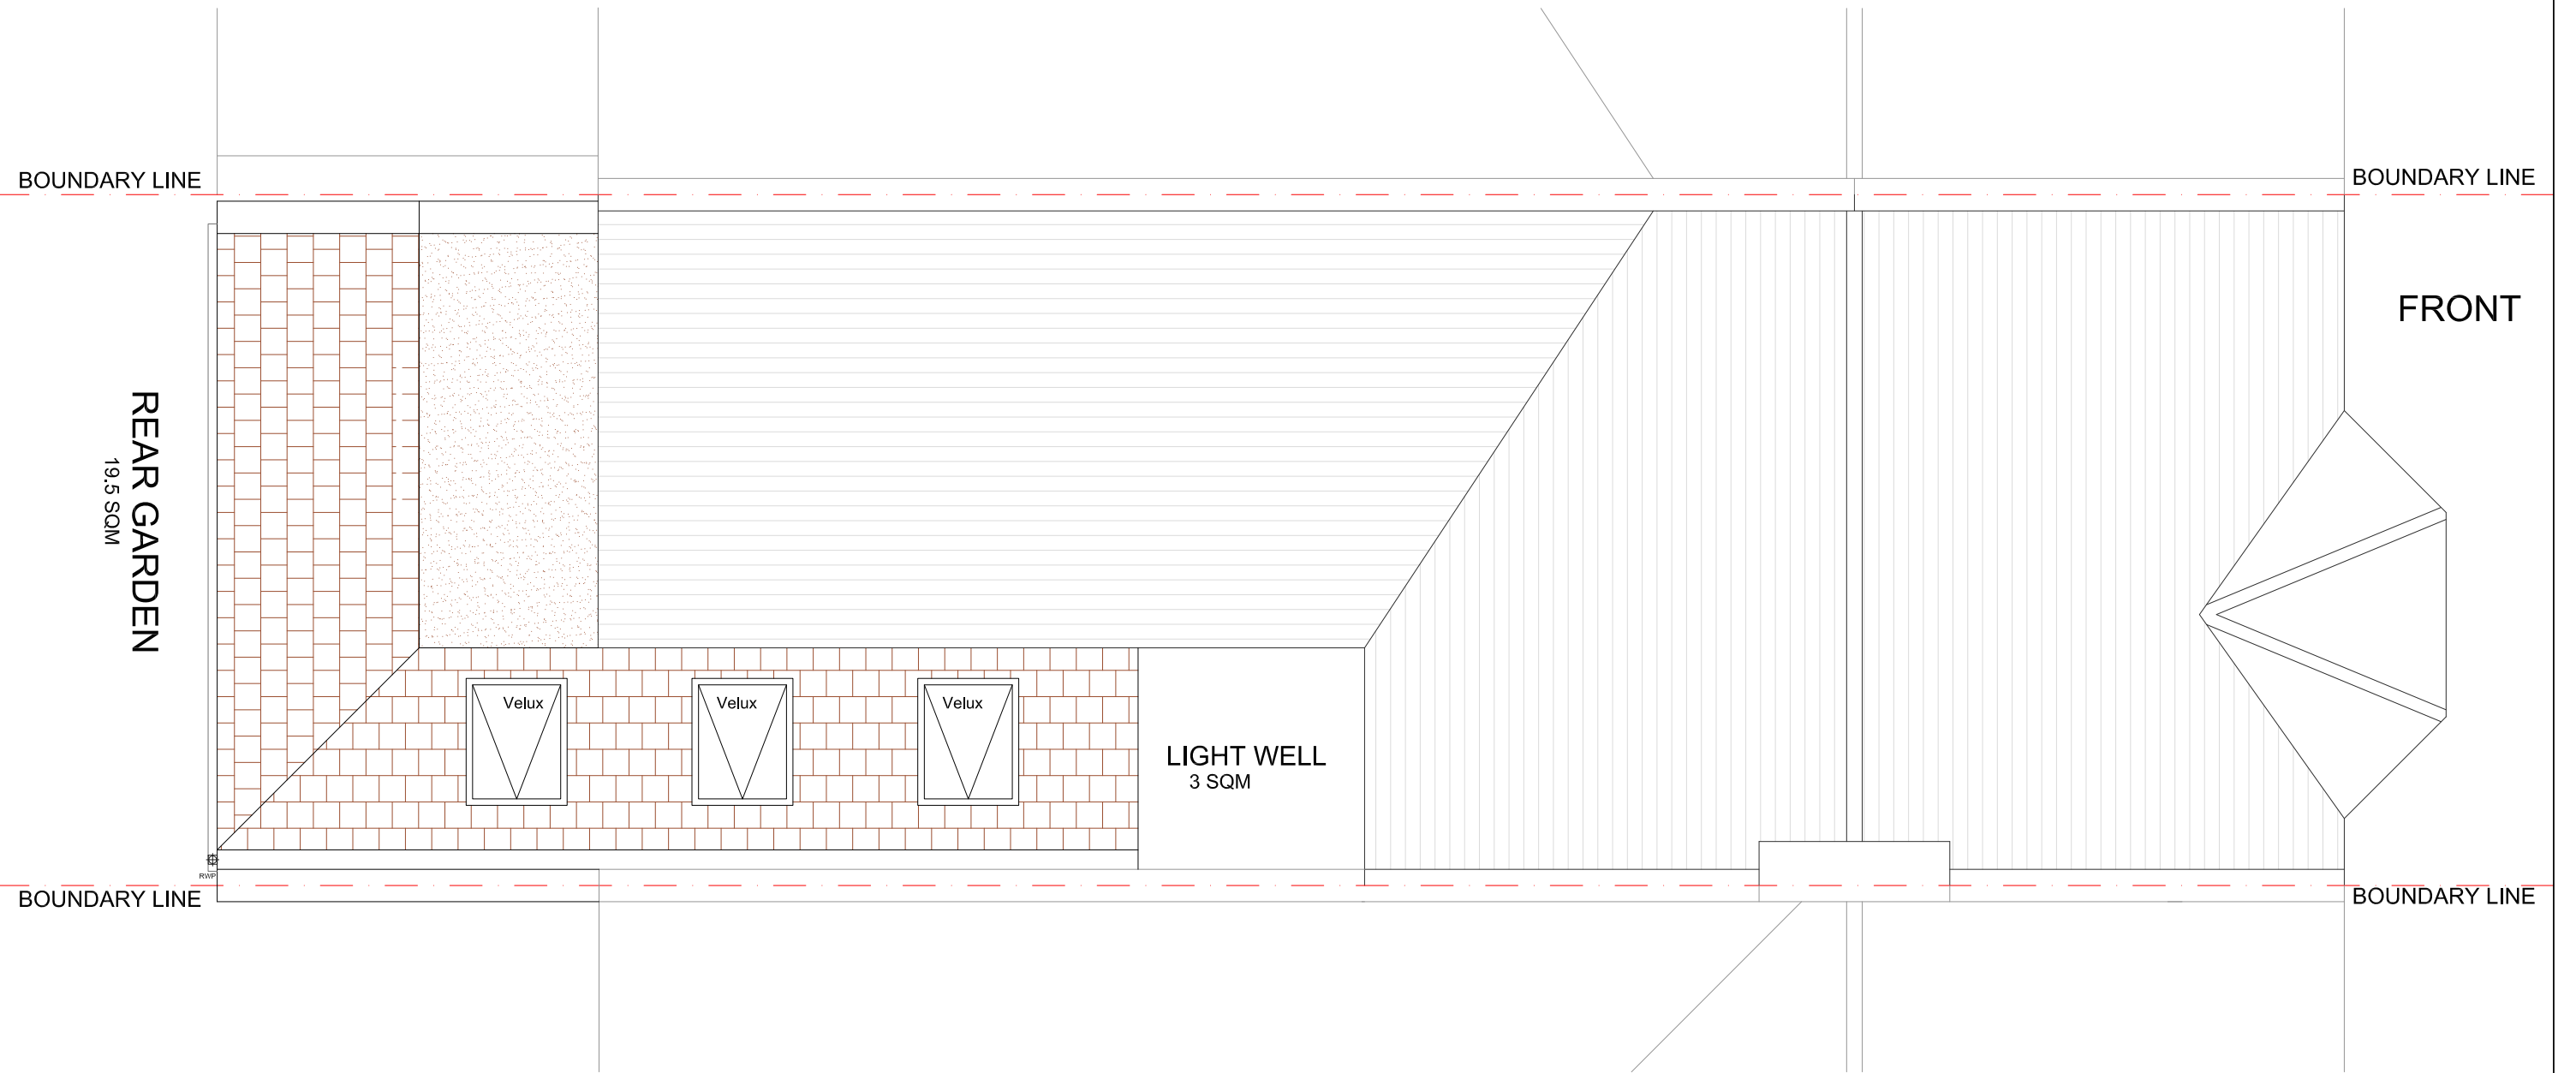 BOUNDARY LINE
BOUNDARY LINE
FRONT
REAR GARDEN
19.5 SQM
Velux
Velux
Velux
LIGHT WELL
3 SQM
RWP
BOUNDARY LINE
BOUNDARY LINE